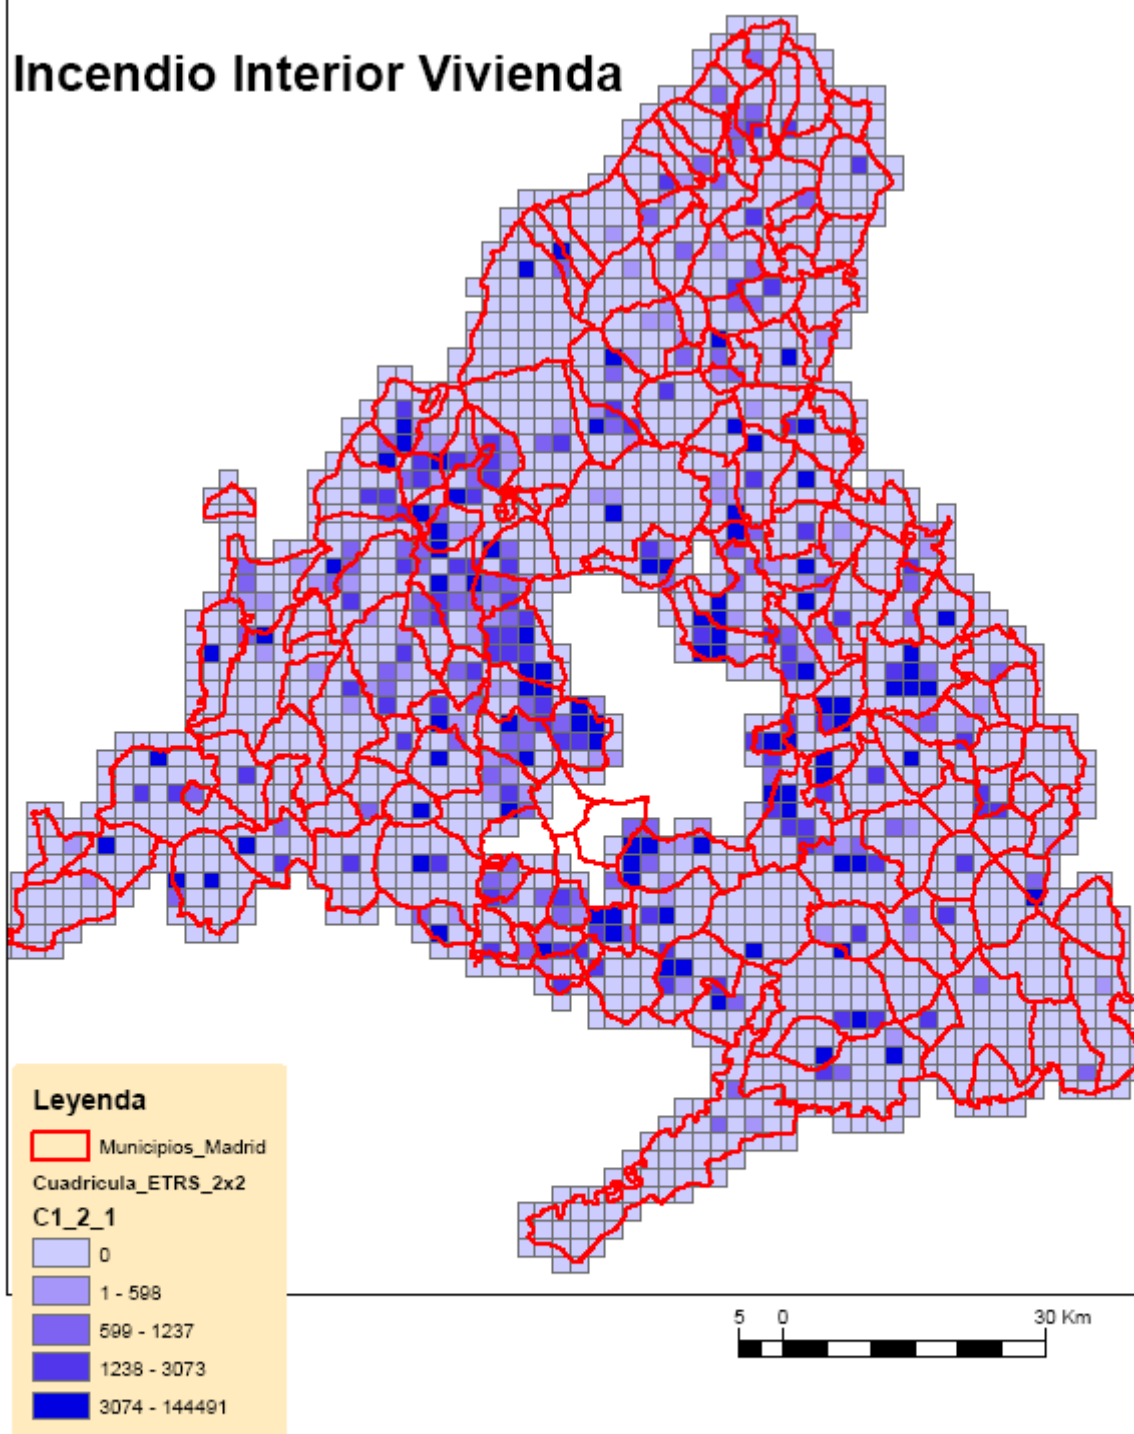 Incendio Interior Vivienda
Leyenda
Municipios_Madrid
Cuadricula_ETRS_2x2
C1_2_1
0
1 - 598
599 - 1237
1238 - 3073
3074 - 144491
5 0 30 Km